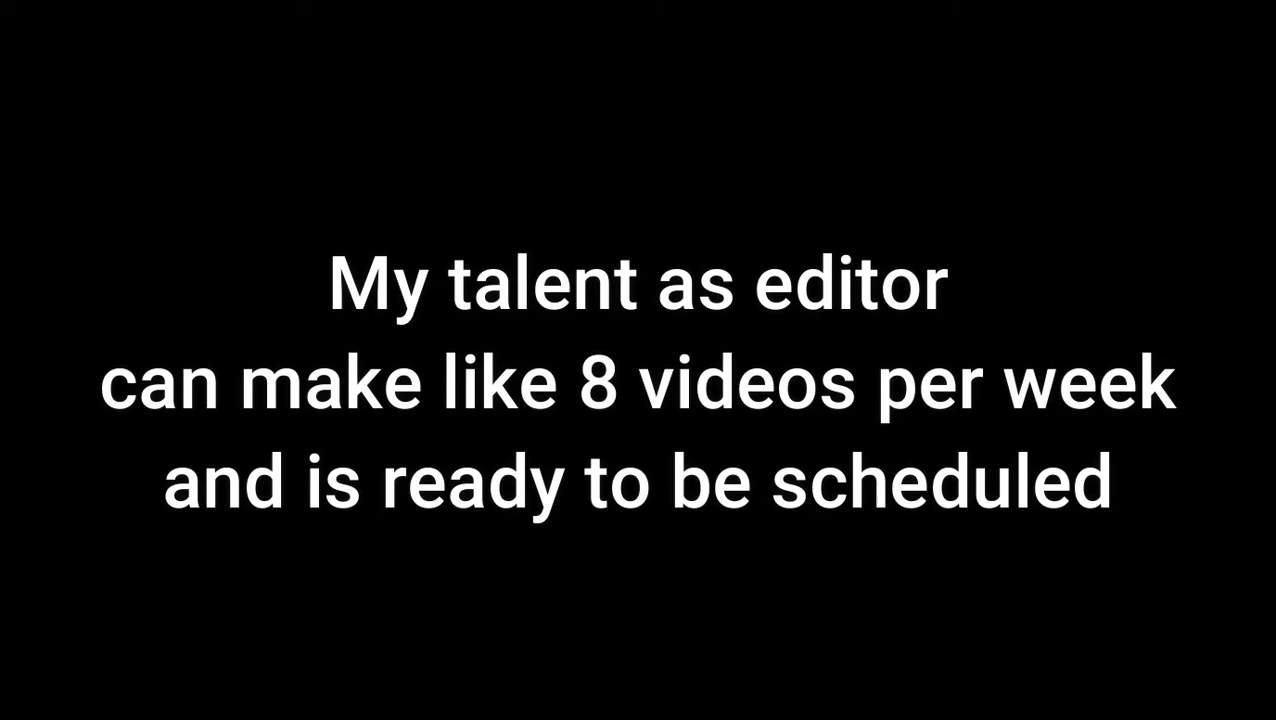 My talent as editor
can make like 8 videos per week
and is ready to be scheduled